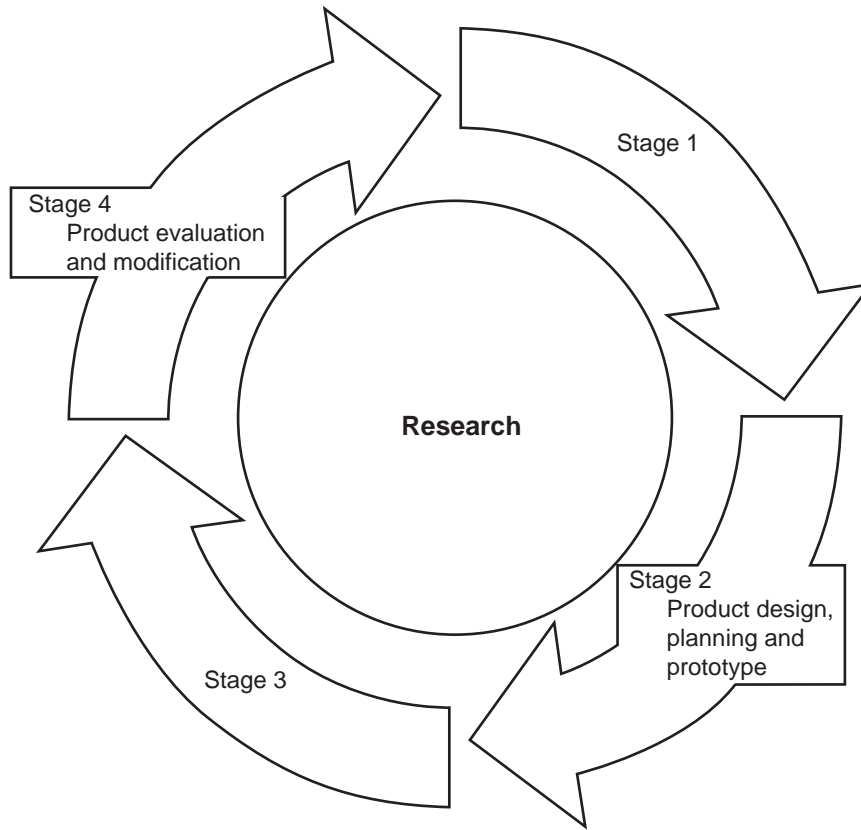 Stage 1
Stage 4
Product evaluation
and modification
Research
Stage 2
Product design,
planning and
prototype
Stage 3